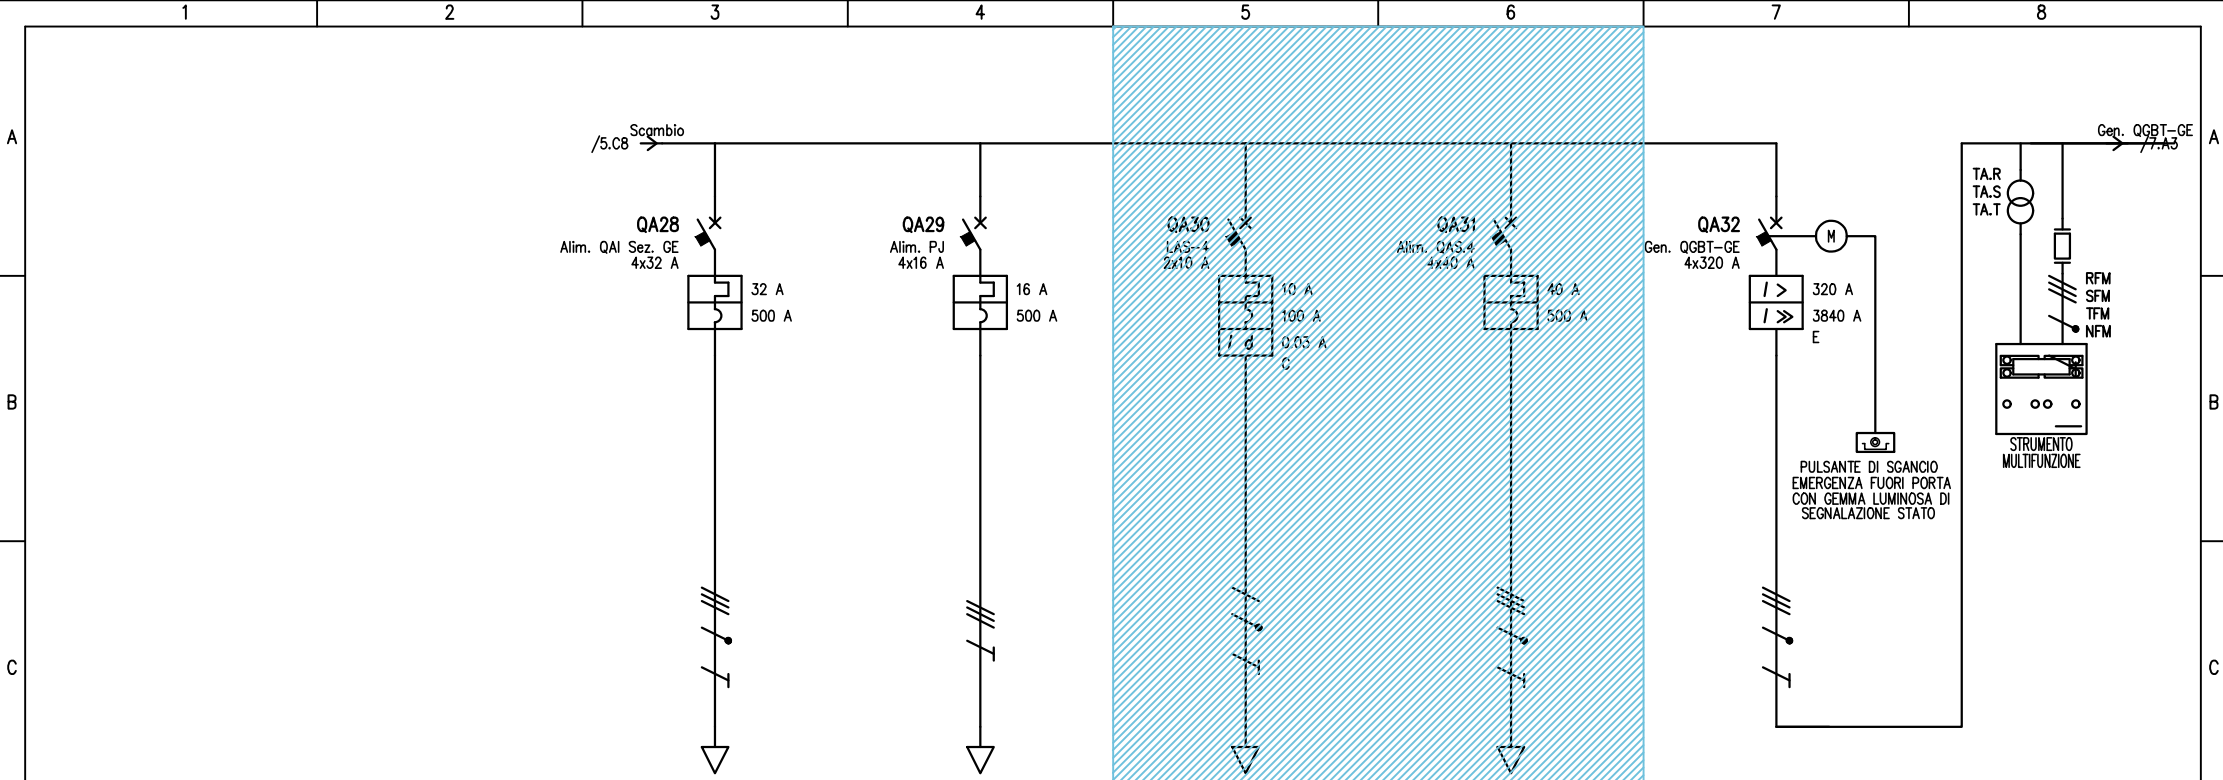 1
2
3
4
5
6
7
8
A
A
B
B
C
C
Scambio
/5.C8
QA28
Alim. QAI Sez. GE
4x32 A
32 A
500 A
QA29
Alim. PJ
4x16 A
16 A
500 A
QA30
LAS-4
2x10 A
10 A
100 A
I d
0.03 A
C
QA31
Alim. QAS.4
4x40 A
40 A
500 A
QA32
Gen. QGBT-GE
4x320 A
M
I >
320 A
I >>
3840 A
E
PULSANTE DI SGANCIO
EMERGENZA FUORI PORTA
CON GEMMA LUMINOSA DI
SEGNALAZIONE STATO
Gen. QGBT-GE
/7.A3
TA.R
TA.S
TA.T
RFM
SFM
TFM
NFM
STRUMENTO
MULTIFUNZIONE